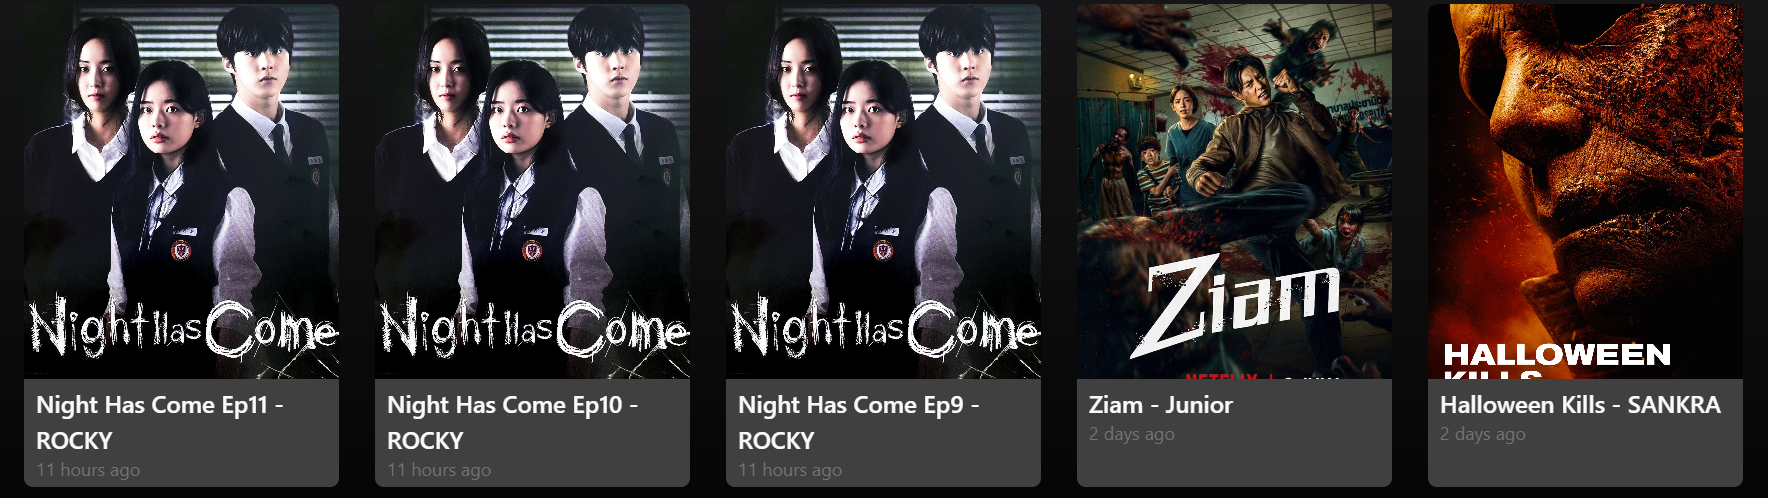 Night Has Come
Night Has Come
Night Has Come
Ziam
NETFLIX
HALLOWEEN
KILLS
Night Has Come Ep11 -
ROCKY
11 hours ago
Night Has Come Ep10 -
ROCKY
11 hours ago
Night Has Come Ep9 -
ROCKY
11 hours ago
Ziam - Junior
2 days ago
Halloween Kills - SANKRA
2 days ago